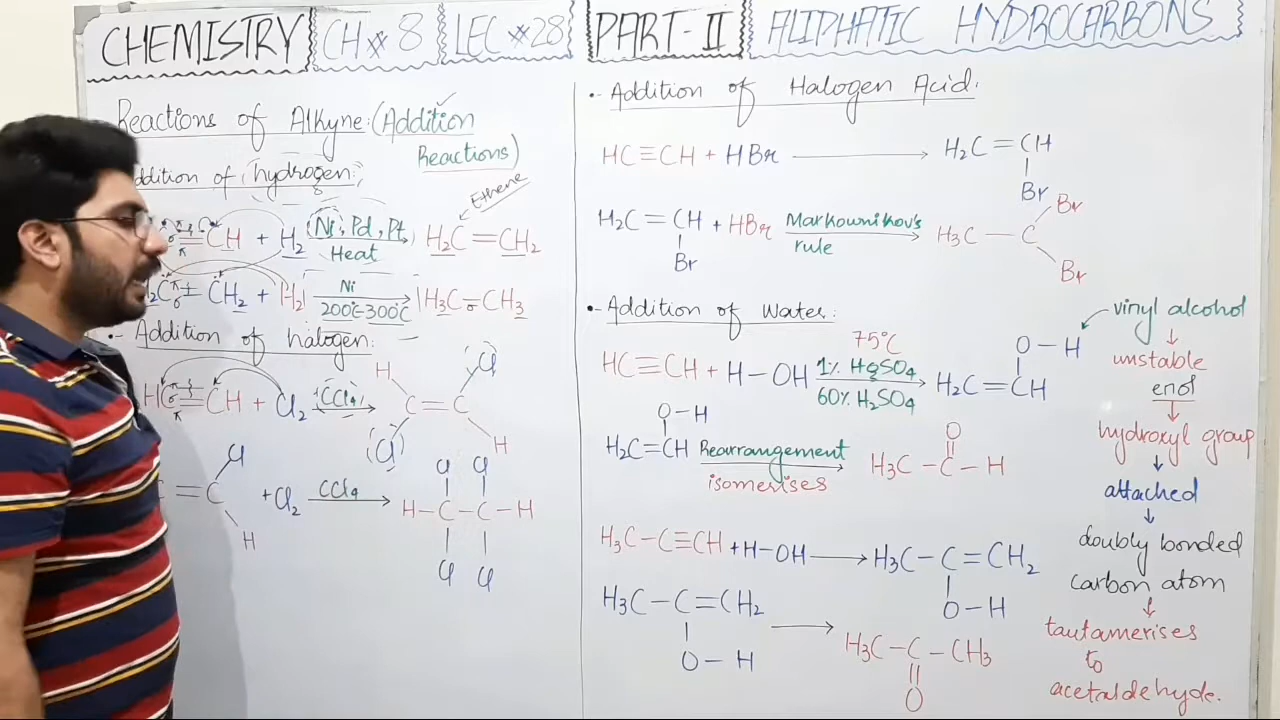 CHEMISTRY CH # 8 LEC # 28 PART-II ALIPHATIC HYDROCARBONS
Reactions of Alkyne: (Addition
Reactions)
ddition of hydrogen:
Ethene
≡CH + H₂ Ni, Pd, Pt H₂C=CH₂
Heat
₂C=CH₂ + H₂ Ni H₃C-CH₃
200℃-300℃
•- Addition of halogen:
HC≡CH + Cl₂ CCl₄ →
H Cl
C=C
Cl H
Cl
=C +Cl₂ CCl₄ →
H
Cl Cl
H-C-C-H
Cl Cl
•- Addition of Halogen Acid:
HC≡CH + HBr → H₂C=CH
Br
H₂C=CH + HBr Markownikov's H₃C-C
Br rule
Br
Br
•- Addition of Water:
75℃
HC≡CH + H-OH 1% HgSO₄ H₂C=CH
60% H₂SO₄
O-H
O-H
H₂C=CH Rearrangement H₃C-C-H
isomerises
O
H₃C-C≡CH +H-OH → H₃C-C=CH₂
O-H
H₃C-C=CH₂ → H₃C-C-CH₃
O-H O
vinyl alcohol
↓
unstable
enol
↓
hydroxyl group
↓
attached
↓
doubly bonded
carbon atom
↓
tautamerises
to
acetaldehyde.